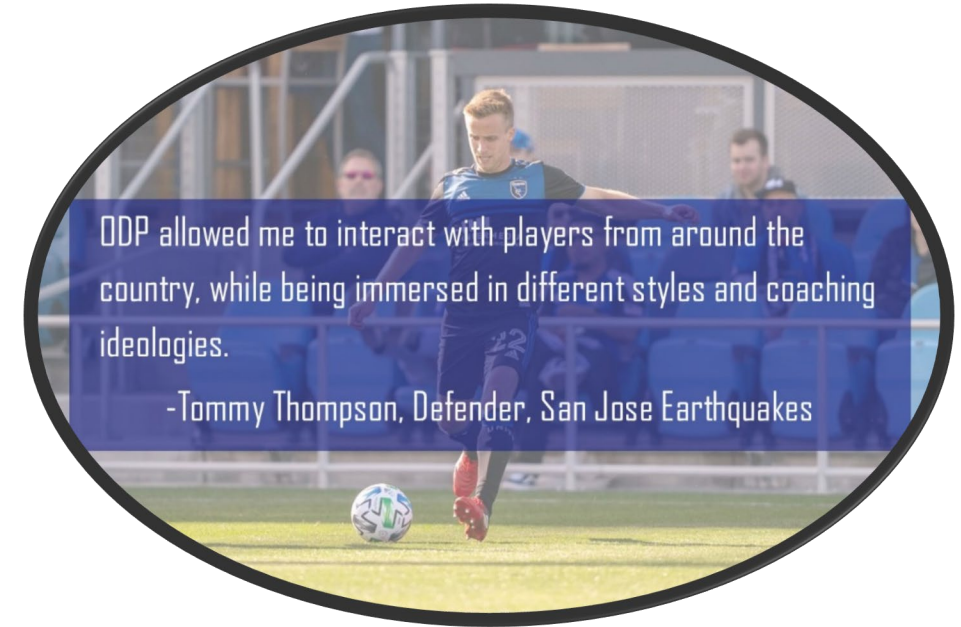 ODP allowed me to interact with players from around the
country, while being immersed in different styles and coaching
ideologies.
-Tommy Thompson, Defender, San Jose Earthquakes
22